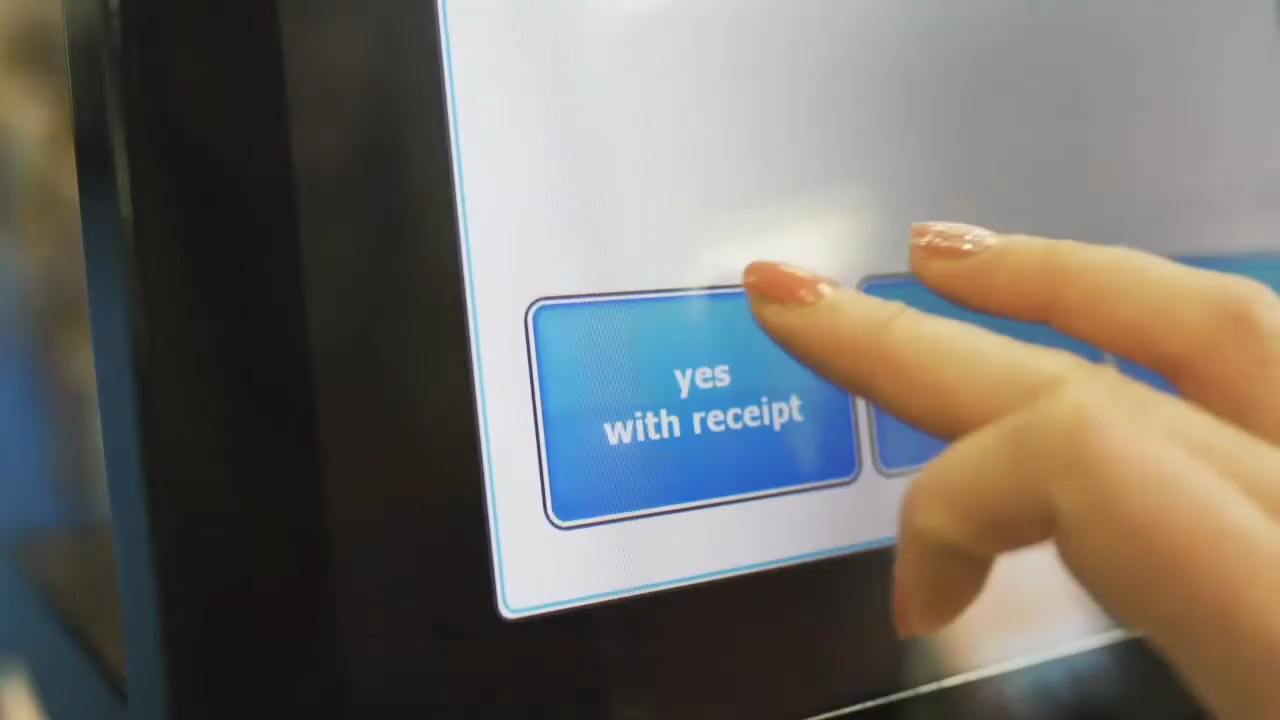 yes
with receipt